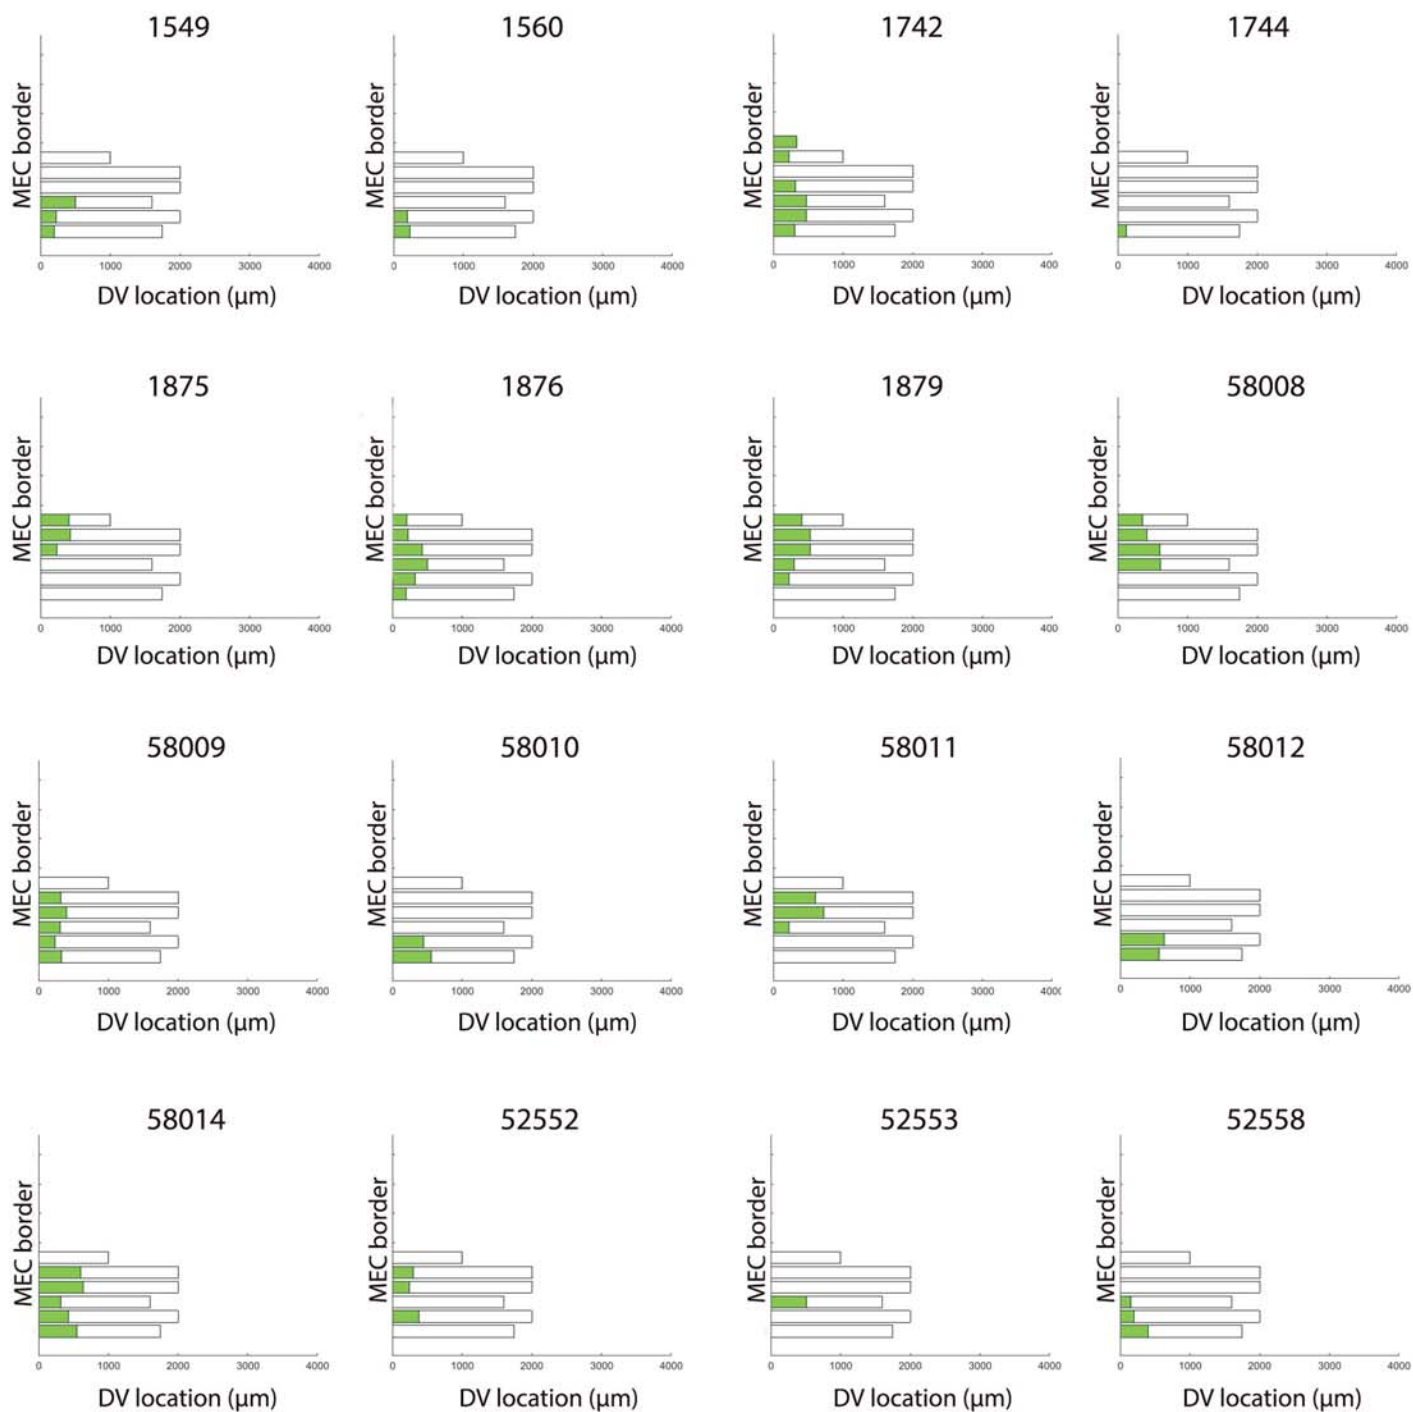 1549 1560 1742 1744
MEC border MEC border MEC border MEC border
0 1000 2000 3000 4000 0 1000 2000 3000 4000 0 1000 2000 3000 400 0 1000 2000 3000 4000
DV location (µm) DV location (µm) DV location (µm) DV location (µm)
1875 1876 1879 58008
MEC border MEC border MEC border MEC border
0 1000 2000 3000 4000 0 1000 2000 3000 4000 0 1000 2000 3000 400 0 1000 2000 3000 4000
DV location (µm) DV location (µm) DV location (µm) DV location (µm)
58009 58010 58011 58012
MEC border MEC border MEC border MEC border
0 1000 2000 3000 4000 0 1000 2000 3000 4000 0 1000 2000 3000 4000 0 1000 2000 3000 4000
DV location (µm) DV location (µm) DV location (µm) DV location (µm)
58014 52552 52553 52558
MEC border MEC border MEC border MEC border
0 1000 2000 3000 4000 0 1000 2000 3000 4000 0 1000 2000 3000 4000 0 1000 2000 3000 4000
DV location (µm) DV location (µm) DV location (µm) DV location (µm)